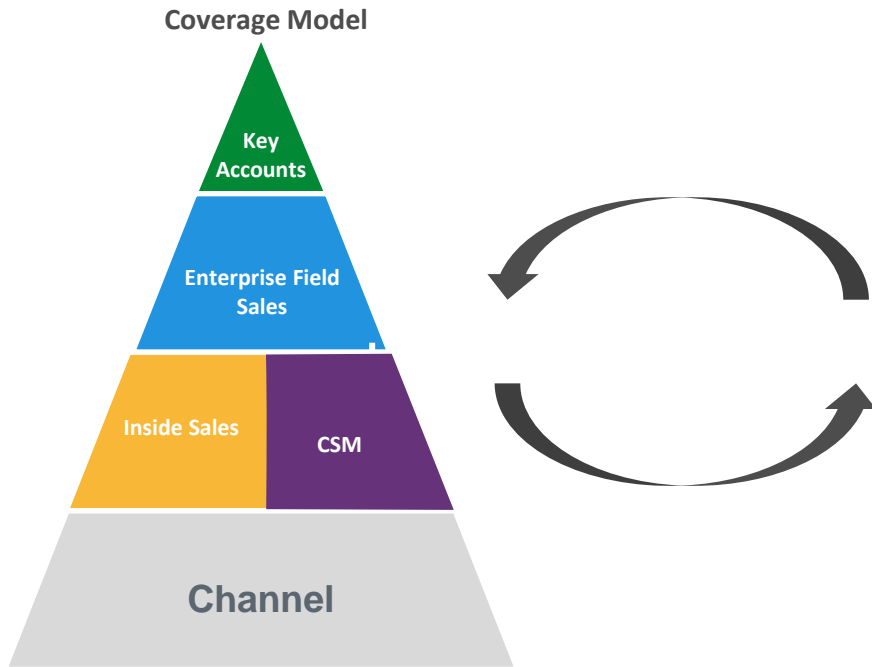 Coverage Model
Key
Accounts
Enterprise Field
Sales
Inside Sales
CSM
Channel